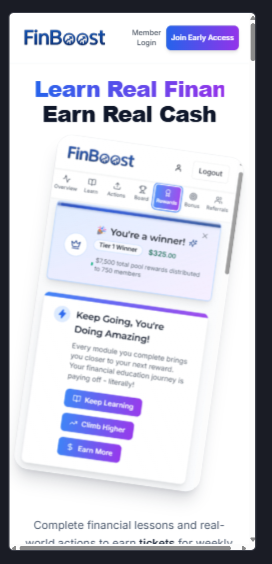 FinBoost
Member
Login
Join Early Access
Learn Real Finan
Earn Real Cash
FinBoost
Logout
Overview
Learn
Actions
Board
Rewards
Bonus
Referrals
You're a winner!
Tier 1 Winner
$325.00
$7,500 total pool rewards distributed
to 750 members
Keep Going, You're
Doing Amazing!
Every module you complete brings
you closer to your next reward.
Your financial education journey is
paying off - literally!
Keep Learning
Climb Higher
$ Earn More
Complete financial lessons and real-
world actions to earn tickets for weekly